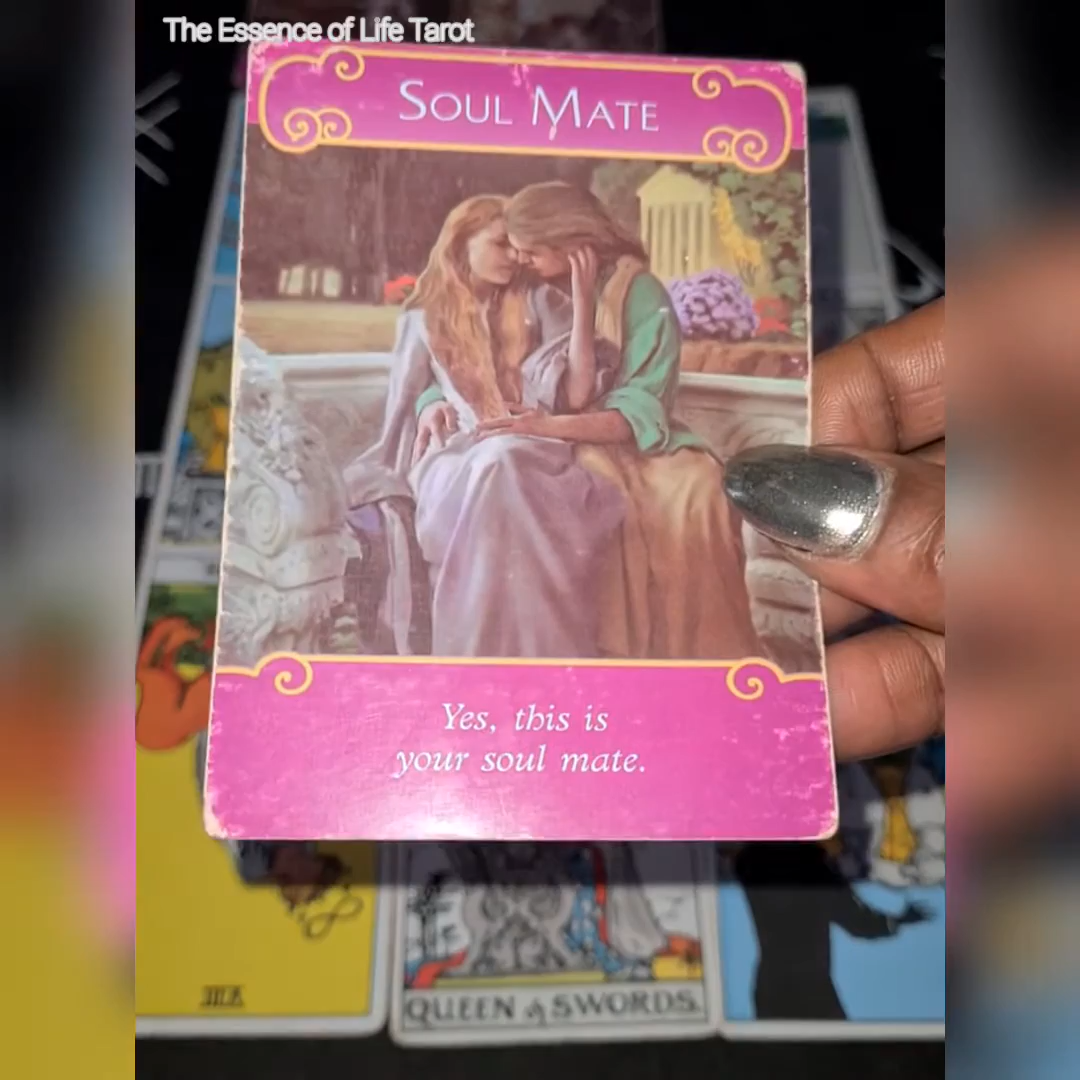 The Essence of Life Tarot
SOUL MATE
Yes, this is
your soul mate.
QUEEN of SWORDS.